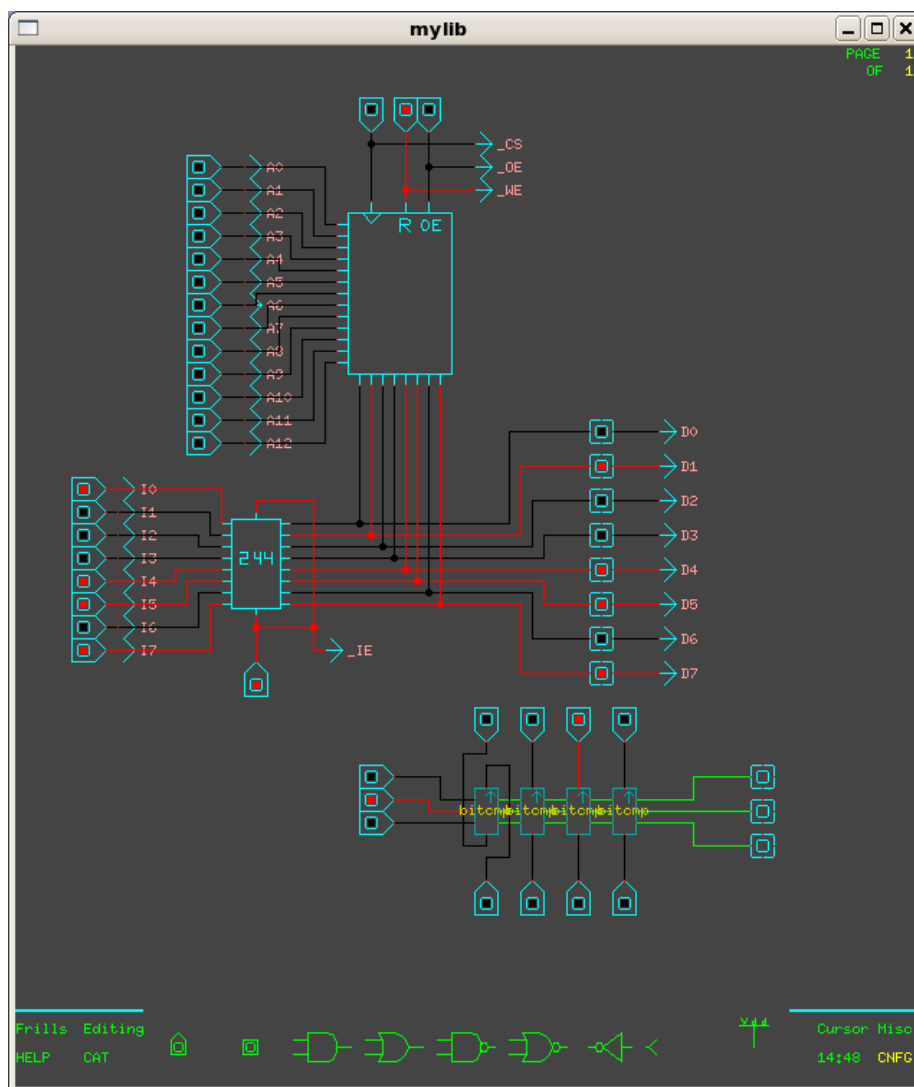 mylib
PAGE 1
OF 1
_CS
_OE
_WE
R OE
A0
A1
A2
A3
A4
A5
A6
A7
A8
A9
A10
A11
A12
D0
D1
D2
D3
D4
D5
D6
D7
I0
I1
I2
I3
I4
I5
I6
I7
244
_IE
bitcmp bitcmp bitcmp bitcmp
Frills Editing
HELP CAT
Vdd
Cursor Misc
14:48 CNFG